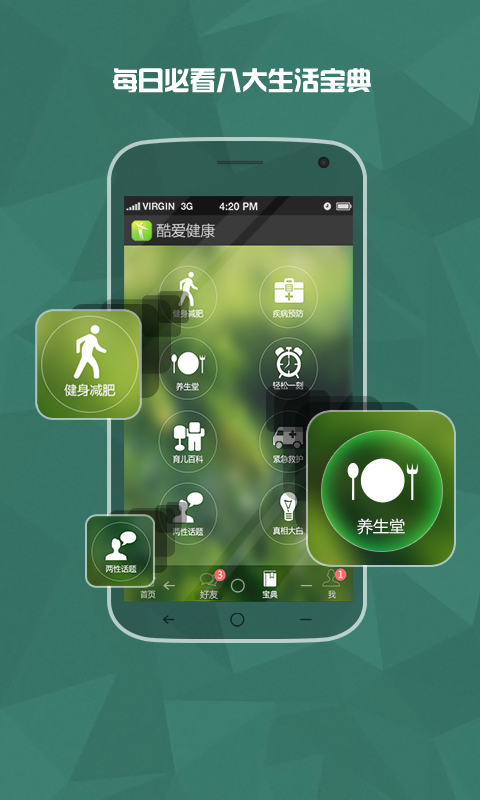 每日必看八大生活宝典
VIRGIN 3G 4:20 PM
酷爱健康
健身减肥
疾病预防
健身减肥
养生堂
轻松一刻
育儿百科
紧急救护
养生堂
两性话题
真相大白
两性话题
3
1
首页
好友
宝典
我